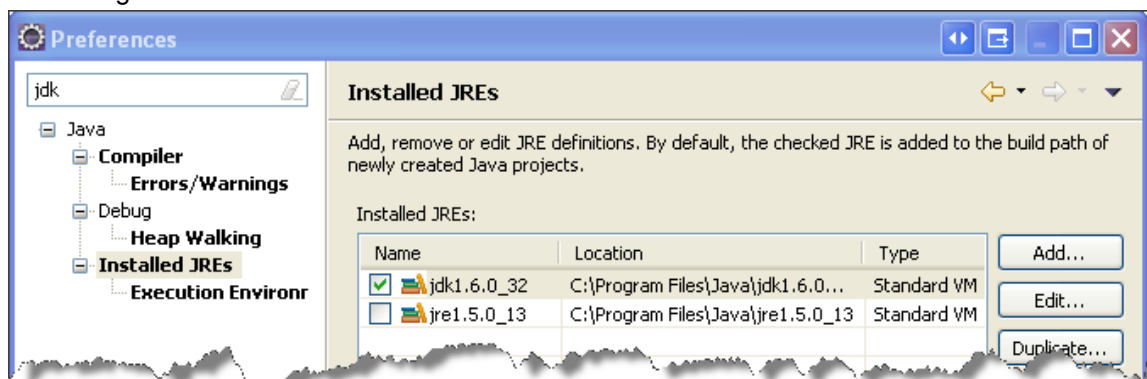 Preferences
jdk
Java
Compiler
Errors/Warnings
Debug
Heap Walking
Installed JREs
Execution Environr
Installed JREs
Add, remove or edit JRE definitions. By default, the checked JRE is added to the build path of
newly created Java projects.
Installed JREs:
Name Location Type
jdk1.6.0_32 C:\Program Files\Java\jdk1.6.0... Standard VM
jre1.5.0_13 C:\Program Files\Java\jre1.5.0_13 Standard VM
Add...
Edit...
Duplicate...